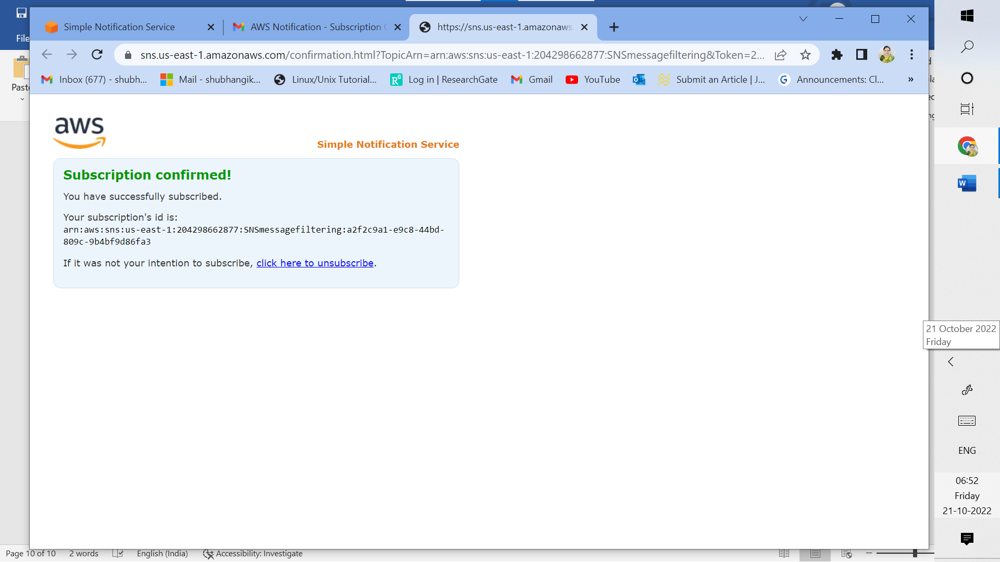 File
Paste
Simple Notification Service
AWS Notification - Subscription C
https://sns.us-east-1.amazonaws.
sns.us-east-1.amazonaws.com/confirmation.html?TopicArn=arn:aws:sns:us-east-1:204298662877:SNSmessagefiltering&Token=2...
Inbox (677) - shubh...
Mail - shubhangik...
Linux/Unix Tutorial...
Log in | ResearchGate
Gmail
YouTube
Submit an Article | J...
Announcements: Cl...
»
aws
Simple Notification Service
Subscription confirmed!
You have successfully subscribed.
Your subscription's id is:
arn:aws:sns:us-east-1:204298662877:SNSmessagefiltering:a2f2c9a1-e9c8-44bd-
809c-9b4bf9d86fa3
If it was not your intention to subscribe, click here to unsubscribe.
21 October 2022
Friday
ENG
06:52
Friday
21-10-2022
Page 10 of 10
2 words
English (India)
Accessibility: Investigate